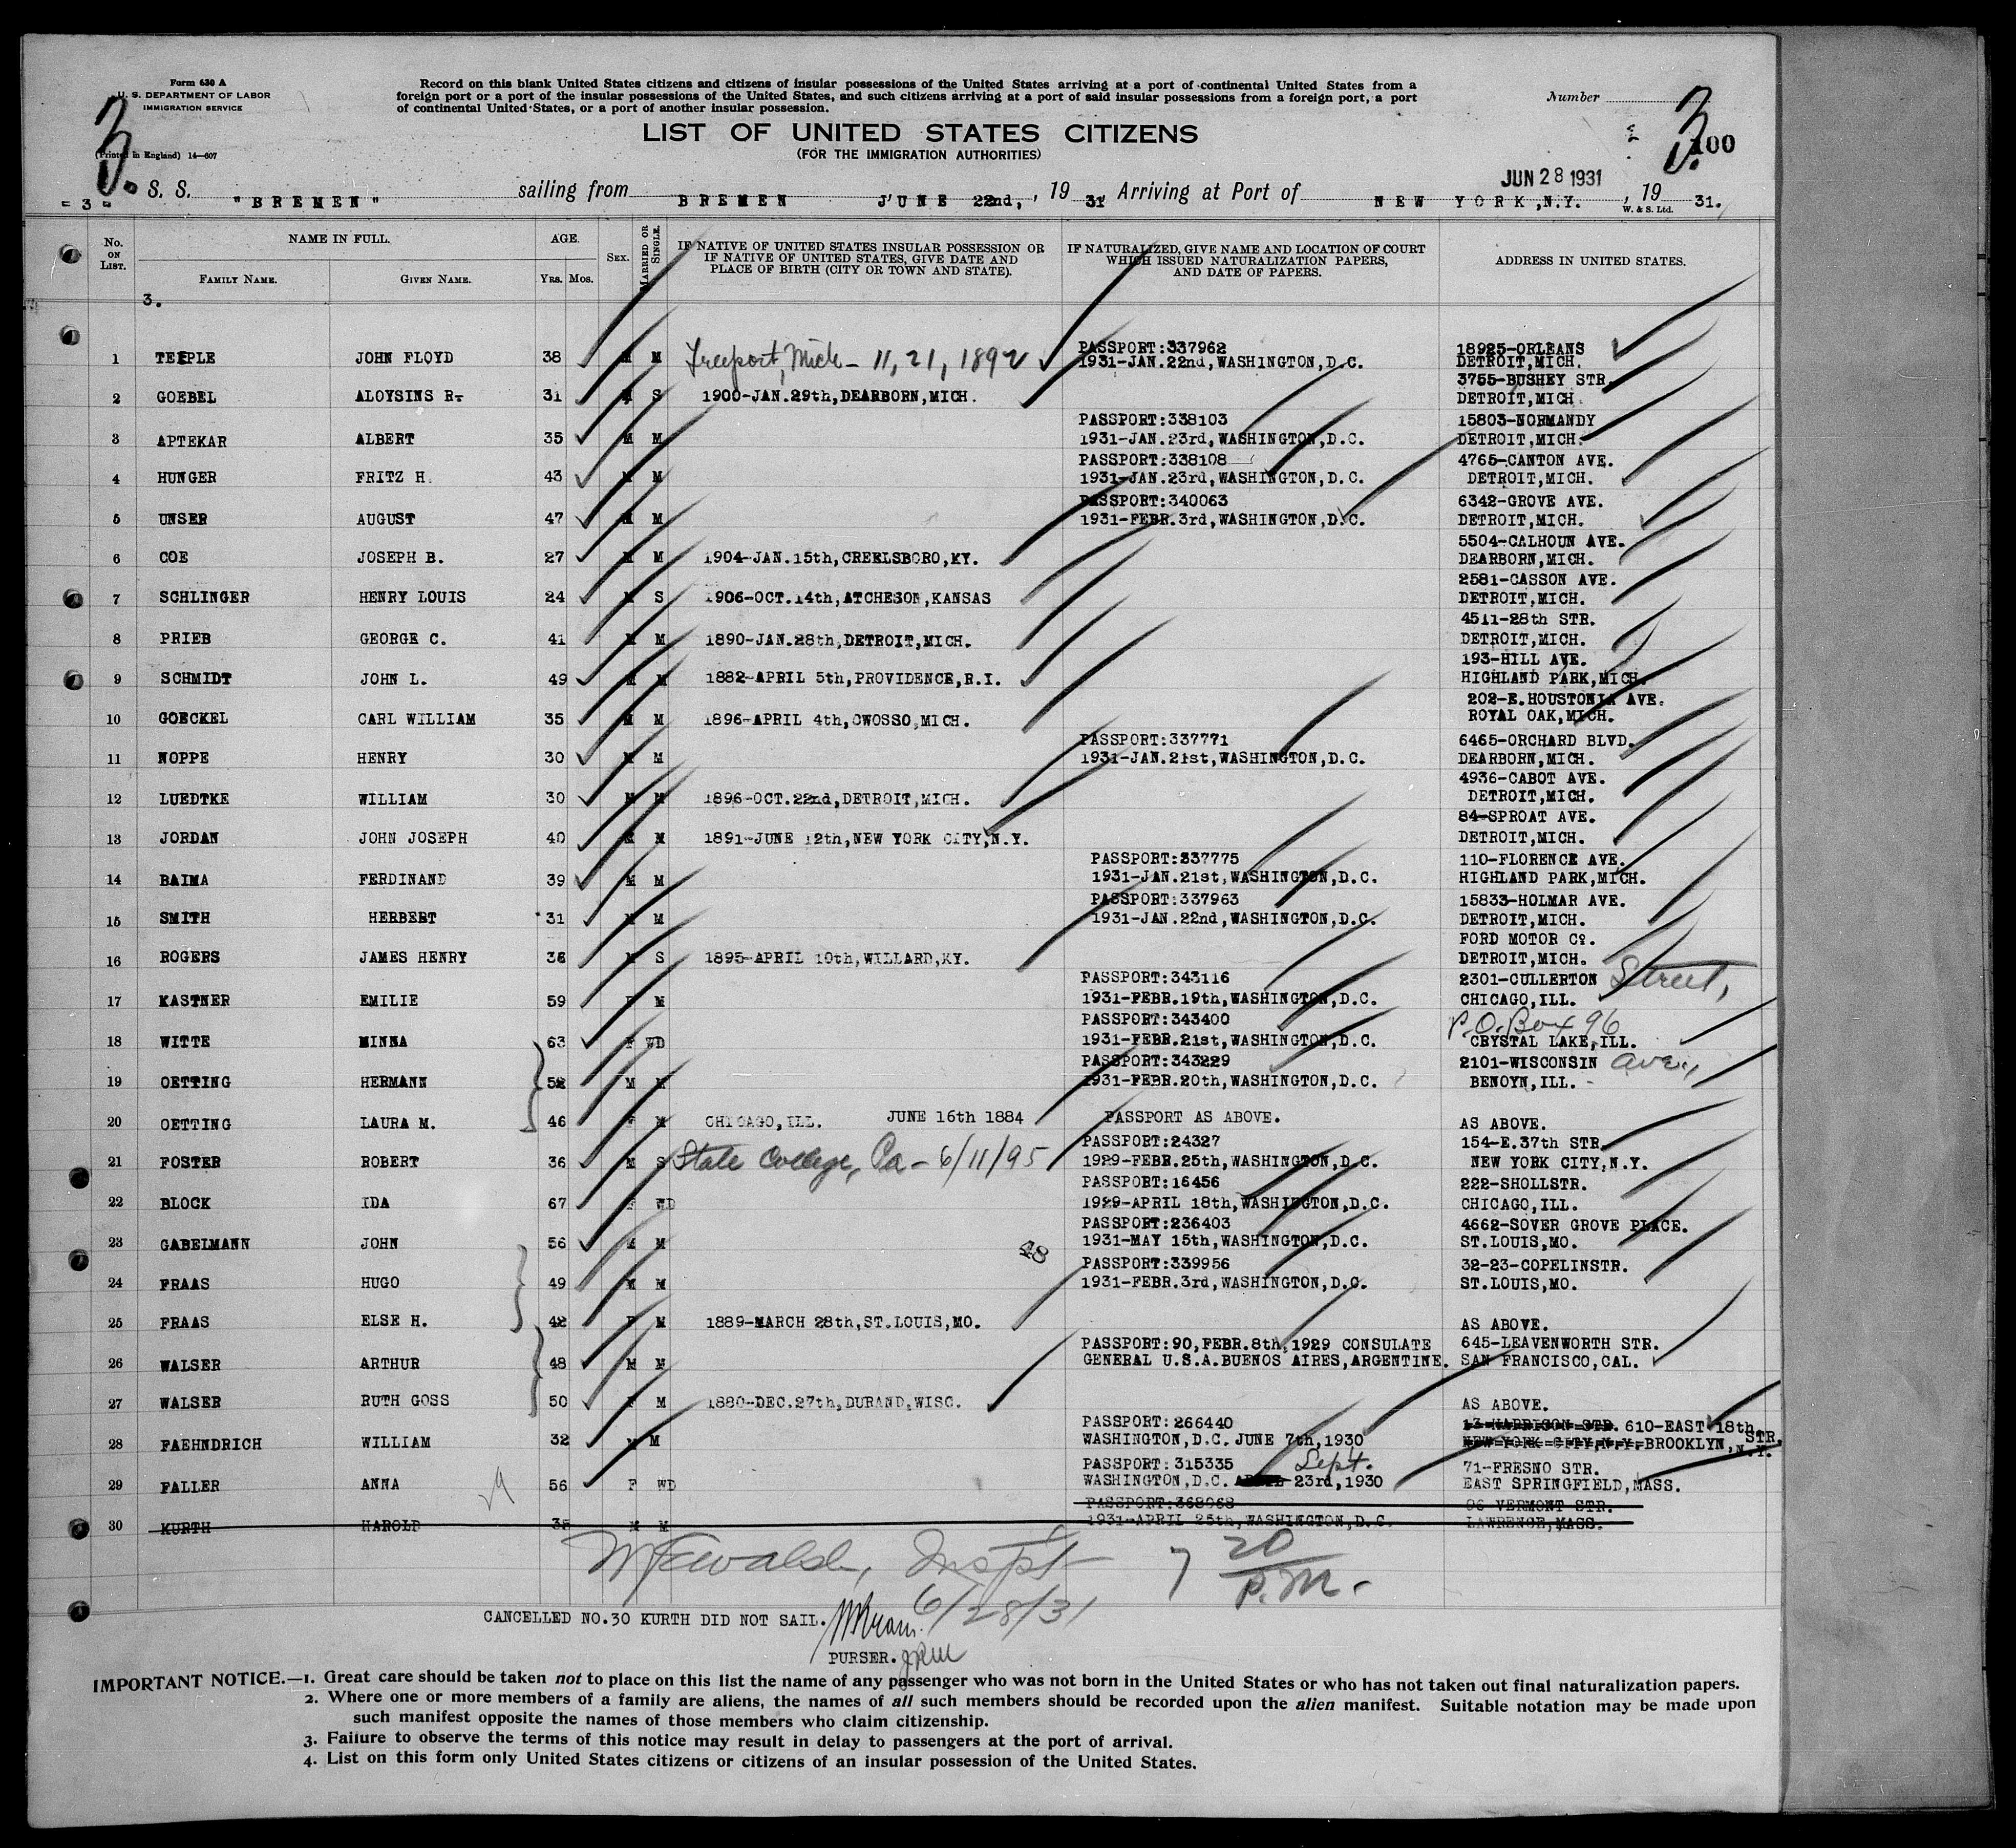 Form 630 A
U. S. DEPARTMENT OF LABOR
IMMIGRATION SERVICE
(Printed in England) 14—607
Record on this blank United States citizens and citizens of insular possessions of the United States arriving at a port of continental United States from a
foreign port or a port of the insular possessions of the United States, and such citizens arriving at a port of said insular possessions from a foreign port, a port
of continental United States, or a port of another insular possession.
Number
3.
3.
100
LIST OF UNITED STATES CITIZENS
(FOR THE IMMIGRATION AUTHORITIES)
JUN 28 1931
= 3 = S. S. "BREMEN" sailing from BREMEN JUNE 22nd, , 19 31 Arriving at Port of NEW YORK,N.Y. , 19 31.
W. & S. Ltd.
No. ON LIST. NAME IN FULL. AGE. SEX. MARRIED OR SINGLE. IF NATIVE OF UNITED STATES INSULAR POSSESSION OR IF NATIVE OF UNITED STATES, GIVE DATE AND PLACE OF BIRTH (CITY OR TOWN AND STATE). IF NATURALIZED, GIVE NAME AND LOCATION OF COURT WHICH ISSUED NATURALIZATION PAPERS, AND DATE OF PAPERS. ADDRESS IN UNITED STATES.
FAMILY NAME. GIVEN NAME. Yrs. Mos.
3.
PASSPORT:337962 18925-ORLEANS
1 TEEPLE JOHN FLOYD 38 M M Freeport, Mich - 11, 21, 1892 1931-JAN.22nd,WASHINGTON,D.C. DETROIT,MICH.
3755-BUSHEY STR.
2 GOEBEL ALOYSINS R. 31 M S 1900-JAN.29th,DEARBORN,MICH. DETROIT,MICH.
PASSPORT:338103 15803-NORMANDY
3 APTEKAR ALBERT 35 M M 1931-JAN.23rd,WASHINGTON,D.C. DETROIT,MICH.
PASSPORT:338108 4765-CANTON AVE.
4 HUNGER FRITZ H. 43 M M 1931-JAN.23rd,WASHINGTON,D.C. DETROIT,MICH.
PASSPORT:340063 6342-GROVE AVE.
5 UNSER AUGUST 47 M M 1931-FEBR.3rd,WASHINGTON,D.C. DETROIT,MICH.
5504-CALHOUN AVE.
6 COE JOSEPH B. 27 M M 1904-JAN.15th,CREELSBORO,KY. DEARBORN,MICH.
2581-CASSON AVE.
7 SCHLINGER HENRY LOUIS 24 M S 1906-OCT.14th,ATCHESON,KANSAS DETROIT,MICH.
4511-28th STR.
8 PRIEB GEORGE C. 41 M M 1890-JAN.28th,DETROIT,MICH. DETROIT,MICH.
193-HILL AVE.
9 SCHMIDT JOHN L. 49 M M 1882-APRIL 5th,PROVIDENCE,R.I. HIGHLAND PARK,MICH.
202-E.HOUSTONIA AVE.
10 GOECKEL CARL WILLIAM 35 M M 1896-APRIL 4th,OWOSSO,MICH. ROYAL OAK,MICH.
PASSPORT:337771 6465-ORCHARD BLVD.
11 NOPPE HENRY 30 M M 1931-JAN.21st,WASHINGTON,D.C. DEARBORN,MICH.
4936-CABOT AVE.
12 LUEDTKE WILLIAM 30 M M 1896-OCT.22nd,DETROIT,MICH. DETROIT,MICH.
84-SPROAT AVE.
13 JORDAN JOHN JOSEPH 40 M M 1891-JUNE 12th,NEW YORK CITY,N.Y. DETROIT,MICH.
PASSPORT:337775 110-FLORENCE AVE.
14 BAIMA FERDINAND 39 M M 1931-JAN.21st,WASHINGTON,D.C. HIGHLAND PARK,MICH.
PASSPORT:337963 15833-HOLMAR AVE.
15 SMITH HERBERT 31 M M 1931-JAN.22nd,WASHINGTON,D.C. DETROIT,MICH.
FORD MOTOR Co.
16 ROGERS JAMES HENRY 36 M S 1895-APRIL 10th,WILLARD,KY. DETROIT,MICH.
PASSPORT:343116 2301-CULLERTON Street,
17 KASTNER EMILIE 59 F M 1931-FEBR.19th,WASHINGTON,D.C. CHICAGO,ILL.
PASSPORT:343400 P.O. Box 96
18 WITTE MINNA 63 F WD 1931-FEBR.21st,WASHINGTON,D.C. CRYSTAL LAKE,ILL.
PASSPORT:343229 2101-WISCONSIN ave.,
19 OETTING HERMANN 52 M M 1931-FEBR.20th,WASHINGTON,D.C. BENOYN,ILL.
20 OETTING LAURA M. 46 F M CHICAGO,ILL. JUNE 16th 1884 PASSPORT AS ABOVE. AS ABOVE.
PASSPORT:24327 154-E.37th STR.
21 FOSTER ROBERT 36 M S State College, Pa - 6/11/95 1929-FEBR.25th,WASHINGTON,D.C. NEW YORK CITY,N.Y.
PASSPORT:16456 222-SHOLLSTR.
22 BLOCK IDA 67 F WD 1929-APRIL 18th,WASHINGTON,D.C. CHICAGO,ILL.
PASSPORT:236403 4662-SOVER GROVE PLACE.
23 GABELMANN JOHN 56 M M 48 1931-MAY 15th,WASHINGTON,D.C. ST.LOUIS,MO.
PASSPORT:339956 32-23-COPELINSTR.
24 FRAAS HUGO 49 M M 1931-FEBR.3rd,WASHINGTON,D.C. ST.LOUIS,MO.
25 FRAAS ELSE H. 42 F M 1889-MARCH 28th,ST.LOUIS,MO. AS ABOVE.
PASSPORT:90,FEBR.8th,1929 CONSULATE 645-LEAVENWORTH STR.
26 WALSER ARTHUR 48 M M GENERAL U.S.A.BUENOS AIRES,ARGENTINE. SAN FRANCISCO,CAL.
27 WALSER RUTH GOSS 50 F M 1880-DEC.27th,DURAND,WISC. AS ABOVE.
PASSPORT:266440 13-HARRISON STR. 610-EAST 18th.
28 FAEHNDRICH WILLIAM 32 M M WASHINGTON,D.C.JUNE 7th,1930 NEW YORK CITY,N.Y.BROOKLYN, STR. N.Y.
PASSPORT:315335 Sept. 71-FRESNO STR.
29 FALLER ANNA 56 F WD WASHINGTON,D.C. 23rd,1930 EAST SPRINGFIELD,MASS.
PASSPORT:368068 96 VERMONT STR.
30 KURTH HAROLD 35 M M 1931-APRIL 25th,WASHINGTON,D.C. LAWRENCE,MASS.
Inspt 7 20 P.M.
6/28/31
CANCELLED NO.30 KURTH DID NOT SAIL.
PURSER.
IMPORTANT NOTICE.—1. Great care should be taken not to place on this list the name of any passenger who was not born in the United States or who has not taken out final naturalization papers.
2. Where one or more members of a family are aliens, the names of all such members should be recorded upon the alien manifest. Suitable notation may be made upon
such manifest opposite the names of those members who claim citizenship.
3. Failure to observe the terms of this notice may result in delay to passengers at the port of arrival.
4. List on this form only United States citizens or citizens of an insular possession of the United States.